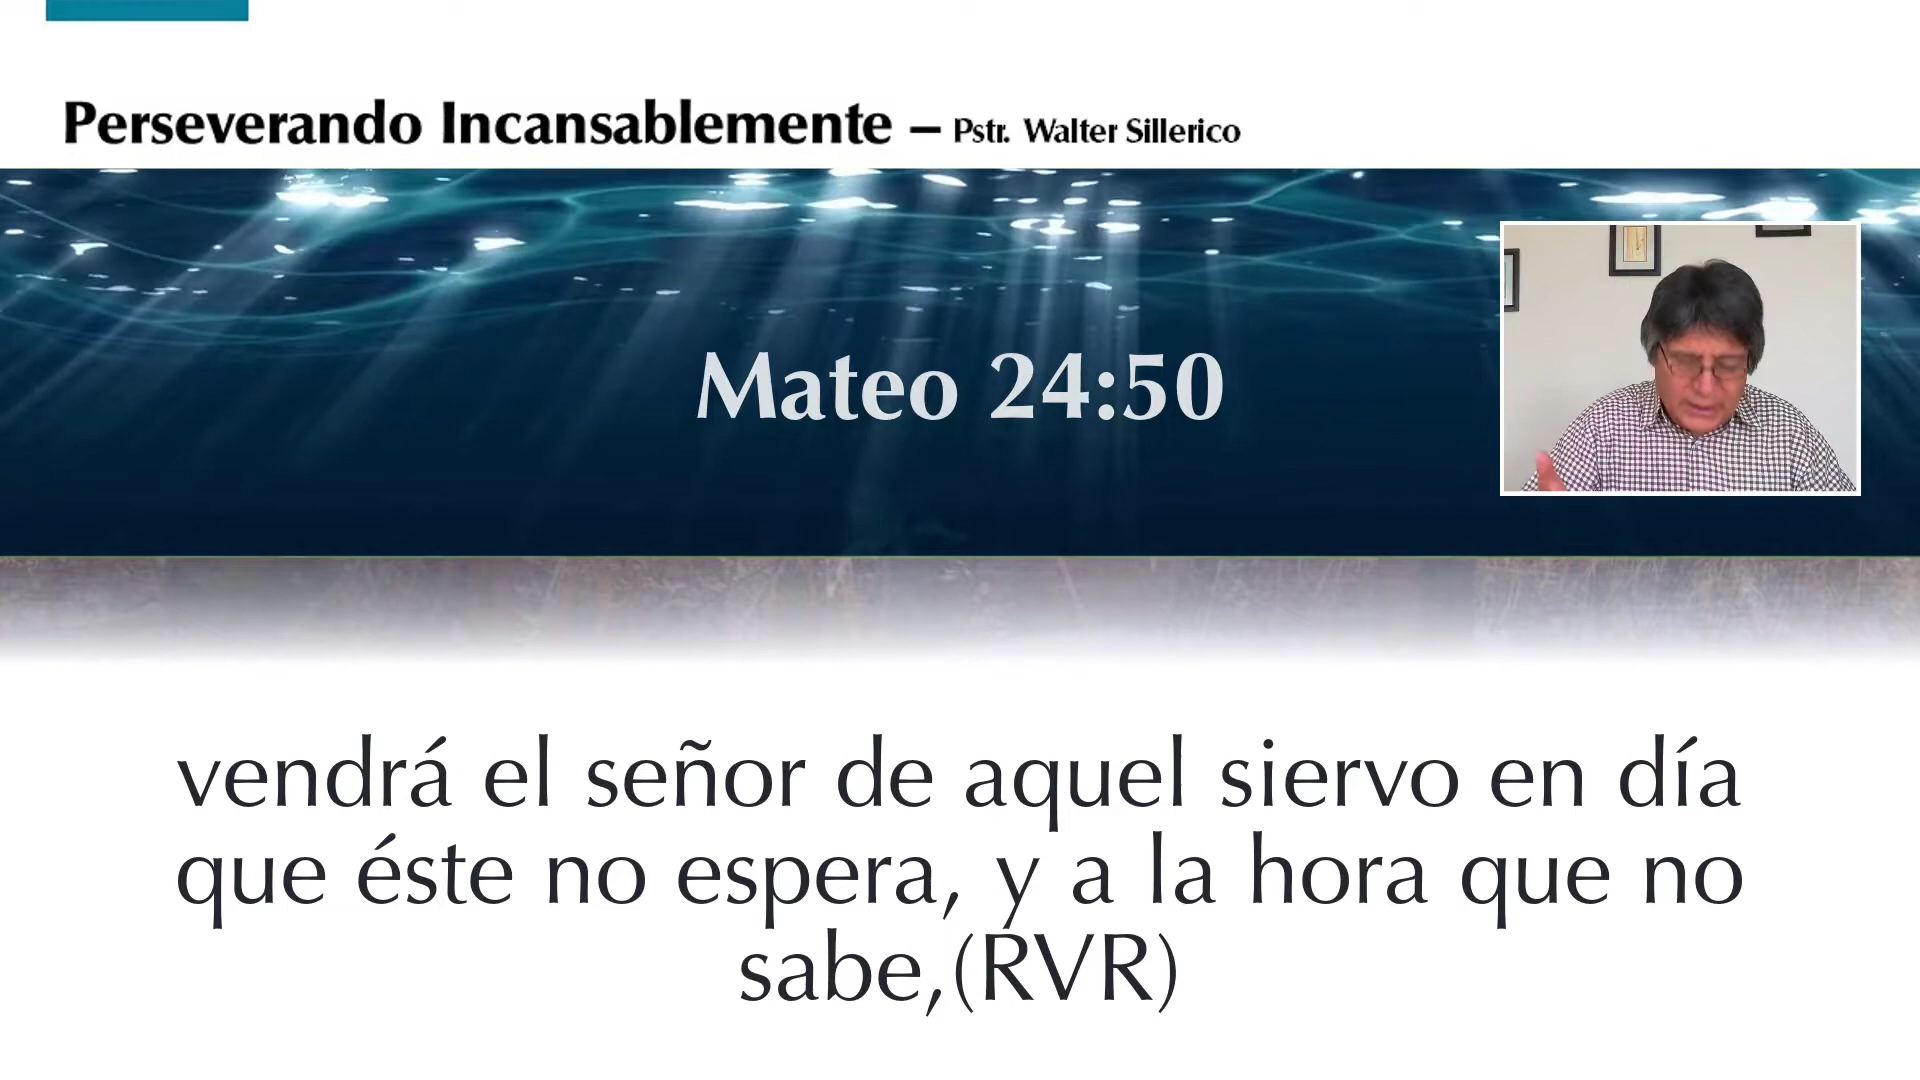 Perseverando Incansablemente — Pstr. Walter Sillerico
Mateo 24:50
vendrá el señor de aquel siervo en día
que éste no espera, y a la hora que no
sabe,(RVR)